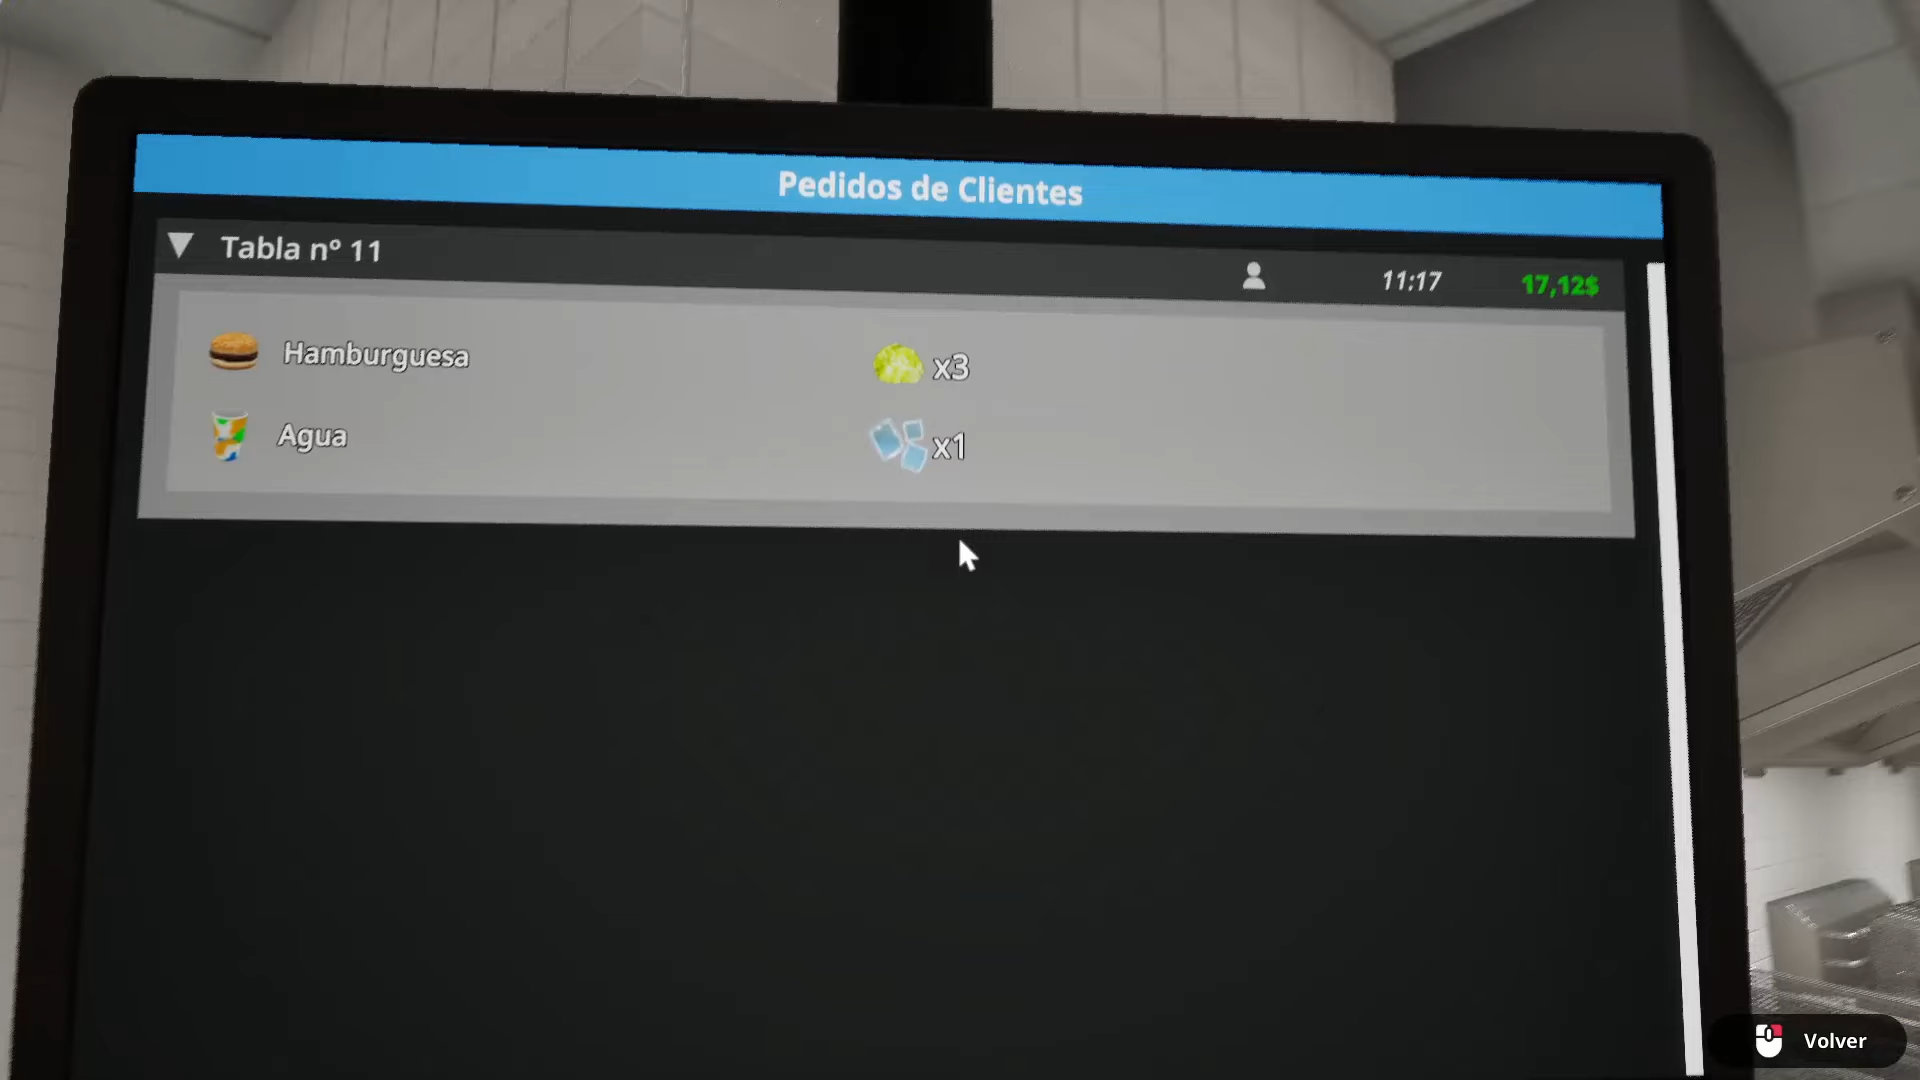 Pedidos de Clientes
Tabla nº 11
11:17
17,12$
Hamburguesa
x3
Agua
x1
Volver